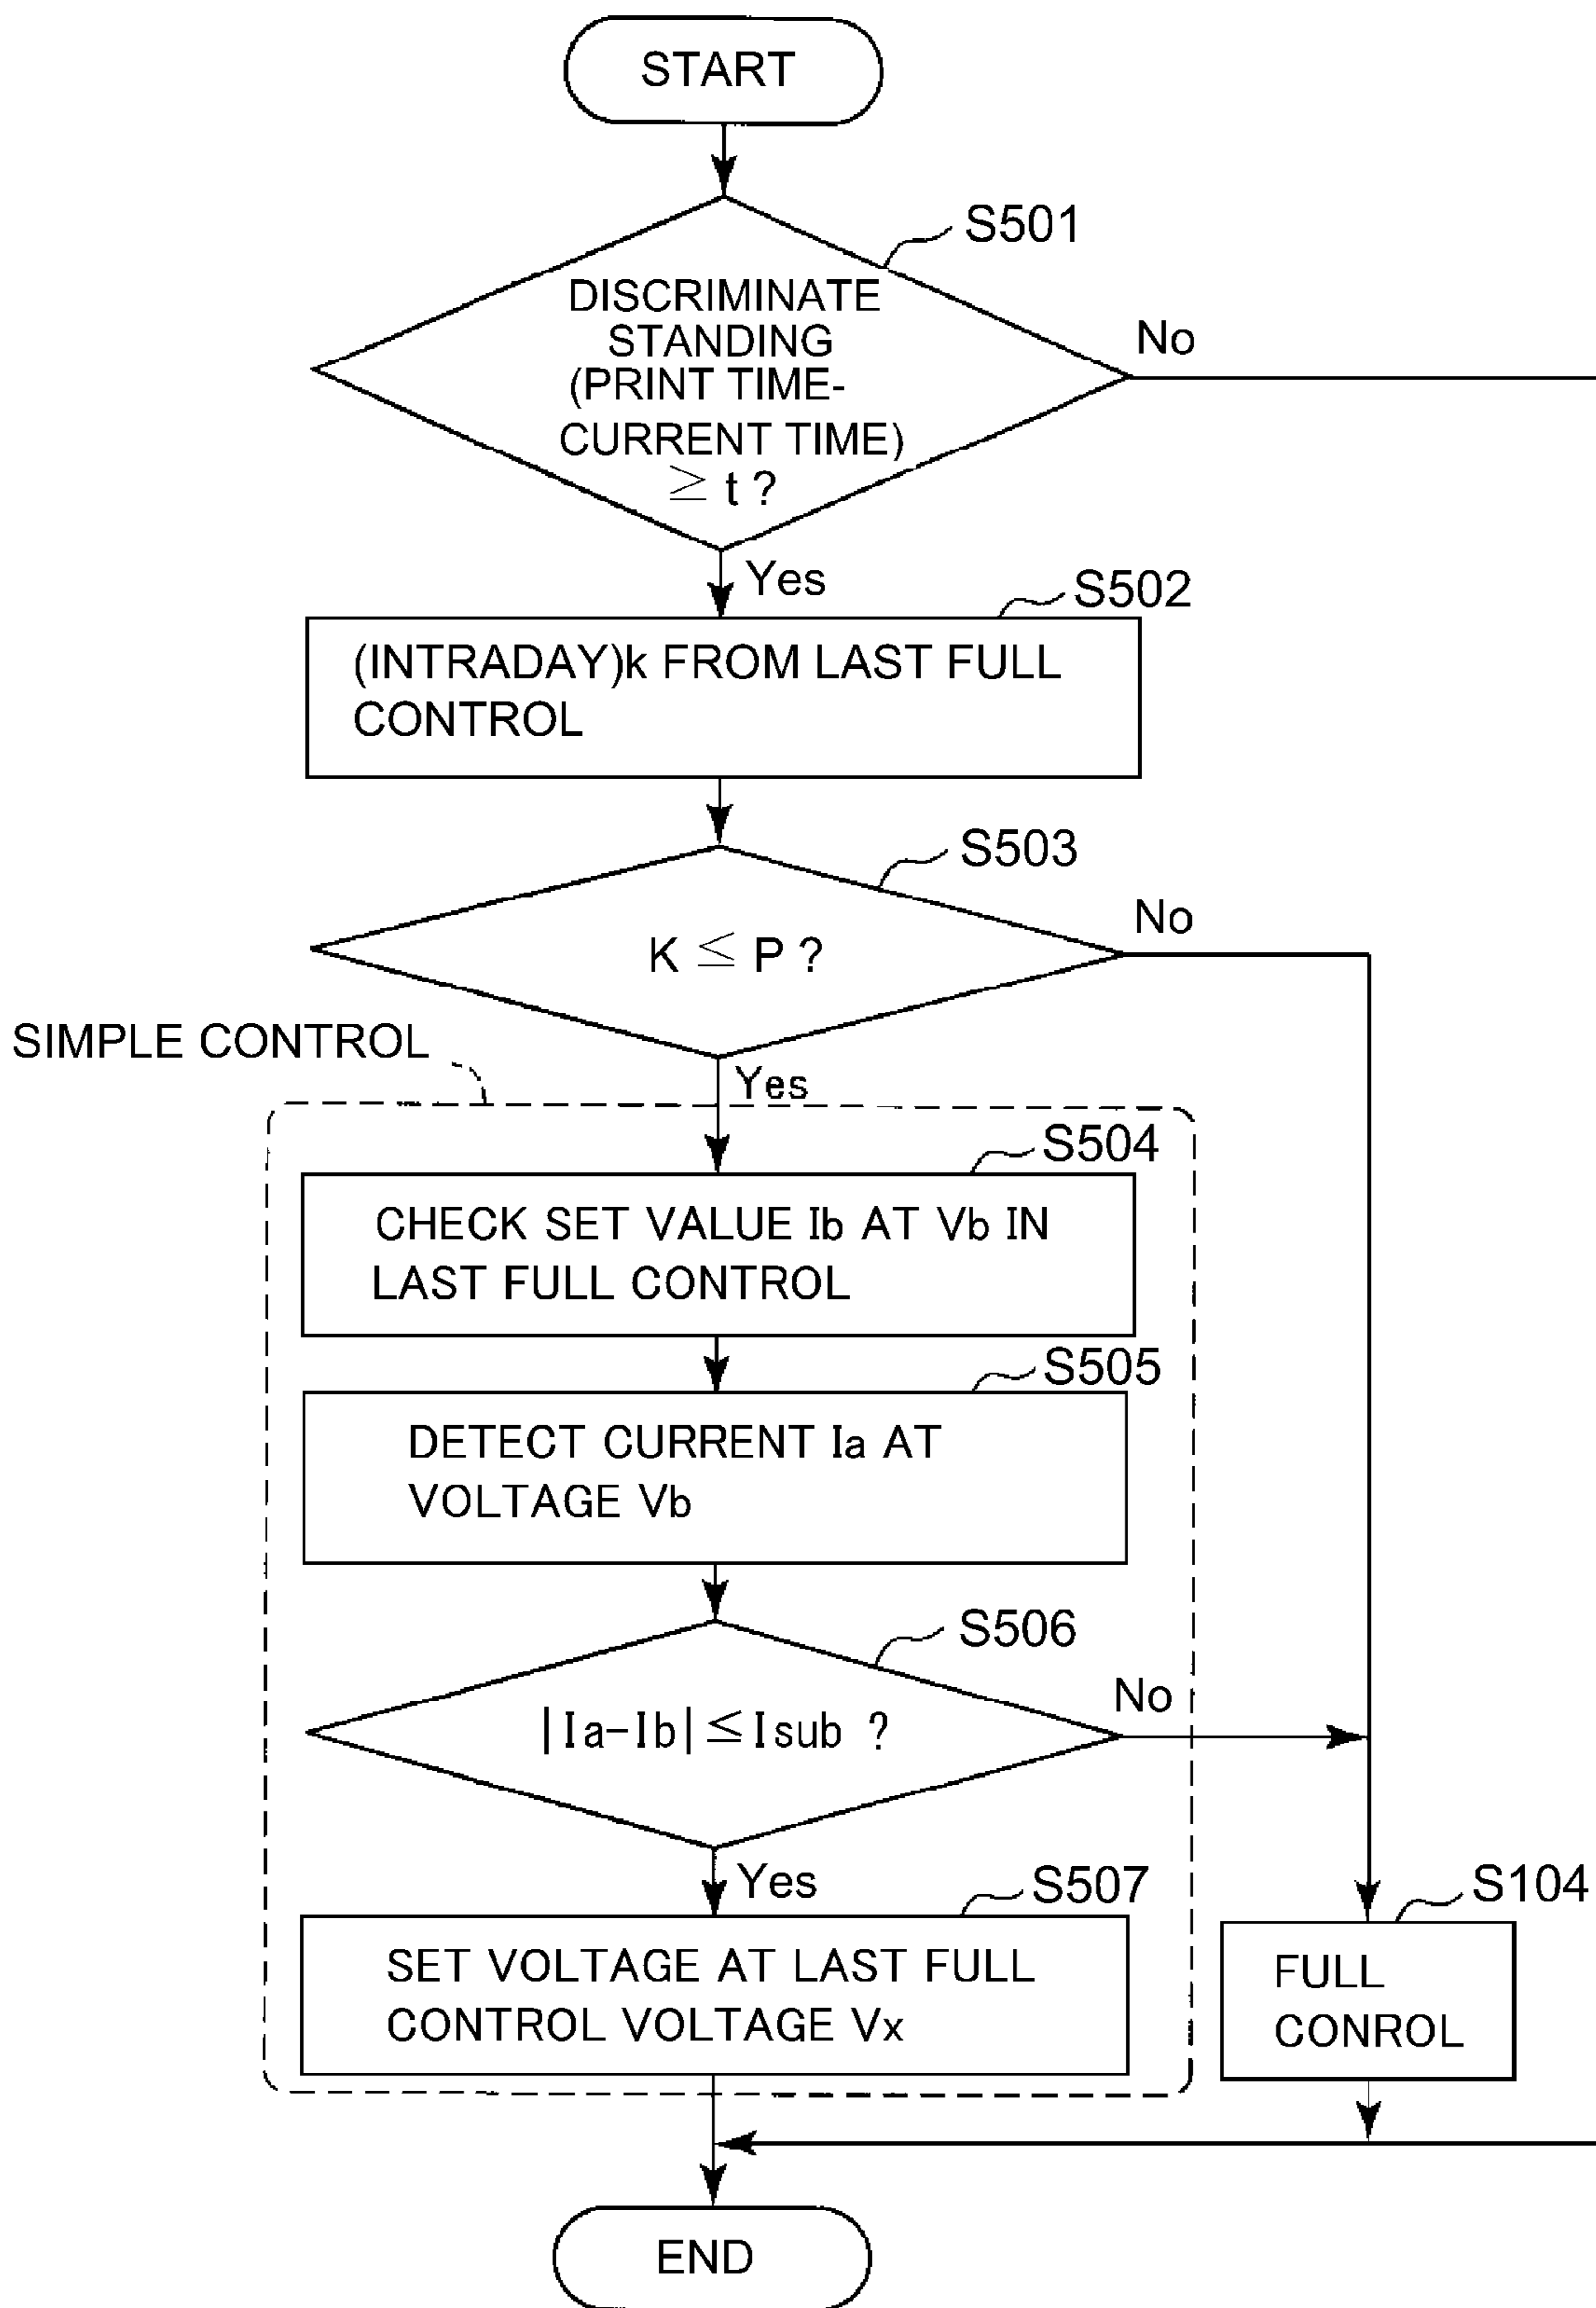 START
S501
DISCRIMINATE
STANDING
(PRINT TIME-
CURRENT TIME)
≥ t ?
No
Yes
S502
(INTRADAY)k FROM LAST FULL
CONTROL
S503
K ≤ P ?
No
SIMPLE CONTROL
Yes
S504
CHECK SET VALUE Ib AT Vb IN
LAST FULL CONTROL
S505
DETECT CURRENT Ia AT
VOLTAGE Vb
S506
|Ia-Ib| ≤ Isub ?
No
Yes
S507
SET VOLTAGE AT LAST FULL
CONTROL VOLTAGE Vx
S104
FULL
CONROL
END